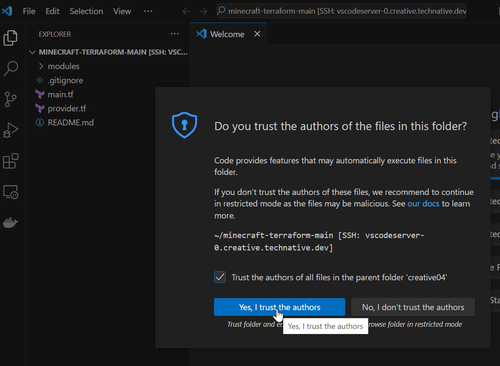 File Edit Selection View ···
minecraft-terraform-main [SSH: vscodeserver-0.creative.technative.dev]
EXPLORER ···
Welcome
MINECRAFT-TERRAFORM-MAIN [SSH: VSC...
modules
.gitignore
main.tf
provider.tf
README.md
Do you trust the authors of the files in this folder?
Code provides features that may automatically execute files in this
folder.
If you don't trust the authors of these files, we recommend to continue
in restricted mode as the files may be malicious. See our docs to learn
more.
~/minecraft-terraform-main [SSH: vscodeserver-
0.creative.technative.dev]
Trust the authors of all files in the parent folder 'creative04'
Yes, I trust the authors
No, I don't trust the authors
Trust folder and
Yes, I trust the authors
folder in restricted mode